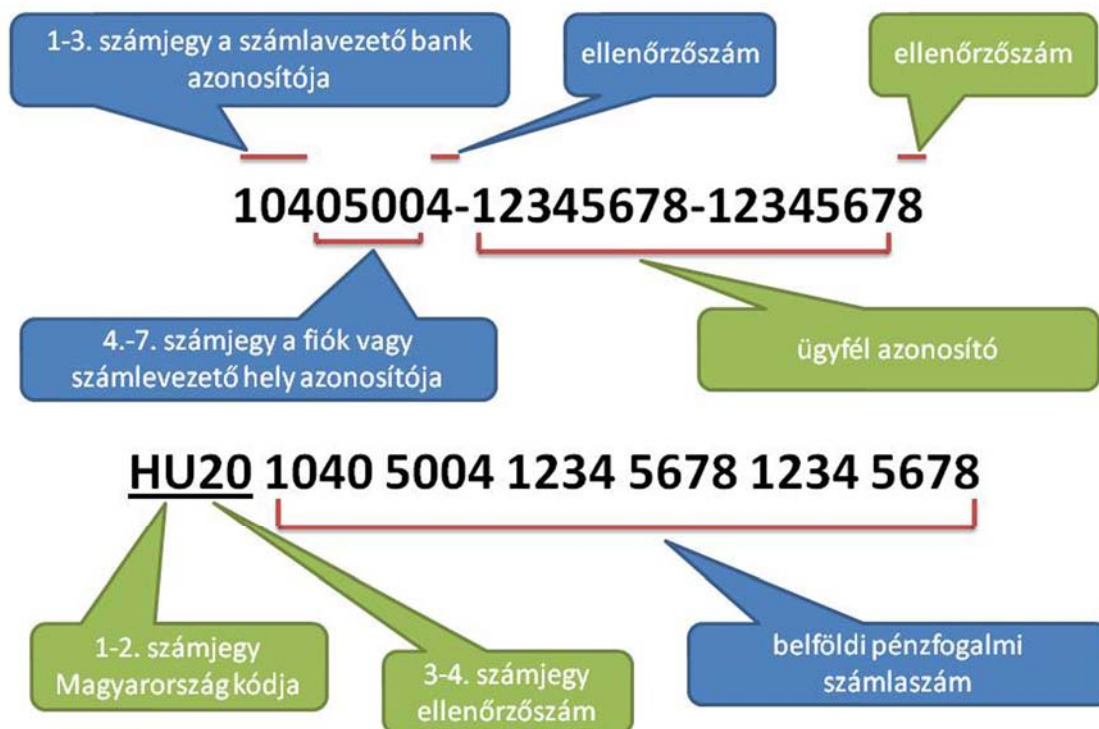 1-3. számjegy a számlavezető bank
azonosítója
ellenőrzőszám
ellenőrzőszám
10405004-12345678-12345678
4.-7. számjegy a fiók vagy
számlevezető hely azonosítója
ügyfél azonosító
HU20 1040 5004 1234 5678 1234 5678
1-2. számjegy
Magyarország kódja
3-4. számjegy
ellenőrzőszám
belföldi pénzfogalmi
számlaszám